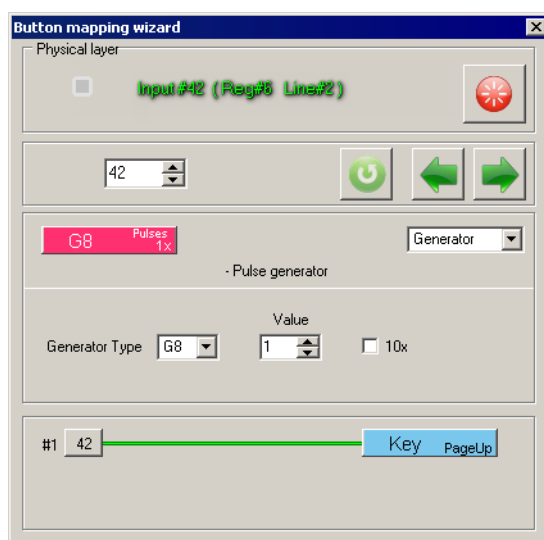 Button mapping wizard
Physical layer
Input#42 (Reg#6 Line#2)
42
G8 Pulses 1x
Generator
- Pulse generator
Value
Generator Type G8 1 10x
#1 42 Key PageUp